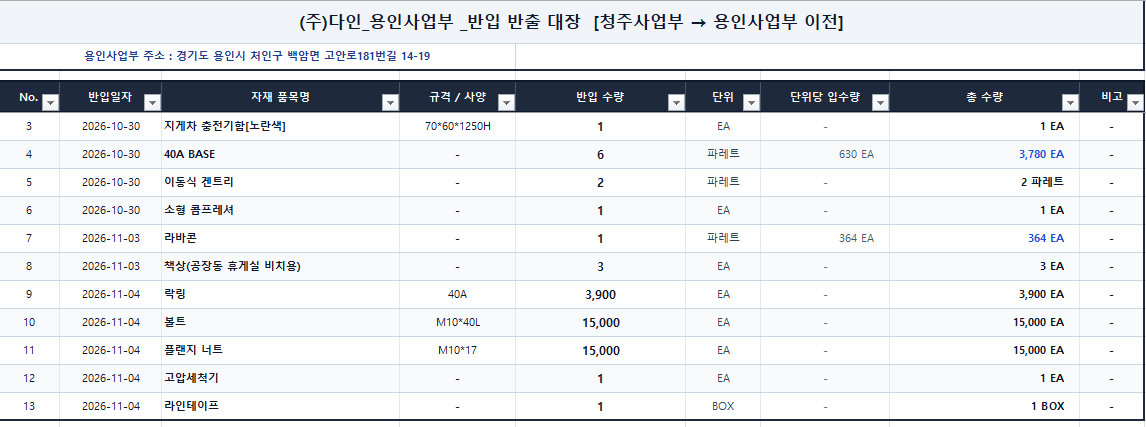 (주)다인_용인사업부 _반입 반출 대장 [청주사업부 → 용인사업부 이전]
용인사업부 주소 : 경기도 용인시 처인구 백암면 고안로181번길 14-19
No. 반입일자 자재 품목명 규격 / 사양 반입 수량 단위 단위당 입수량 총 수량 비고
3 2026-10-30 지게차 충전기함[노란색] 70*60*1250H 1 EA - 1 EA -
4 2026-10-30 40A BASE - 6 파레트 630 EA 3,780 EA -
5 2026-10-30 이동식 겐트리 - 2 파레트 - 2 파레트 -
6 2026-10-30 소형 콤프레셔 - 1 EA - 1 EA -
7 2026-11-03 라바콘 - 1 파레트 364 EA 364 EA -
8 2026-11-03 책상(공장동 휴게실 비치용) - 3 EA - 3 EA -
9 2026-11-04 락링 40A 3,900 EA - 3,900 EA -
10 2026-11-04 볼트 M10*40L 15,000 EA - 15,000 EA -
11 2026-11-04 플랜지 너트 M10*17 15,000 EA - 15,000 EA -
12 2026-11-04 고압세척기 - 1 EA - 1 EA -
13 2026-11-04 라인테이프 - 1 BOX - 1 BOX -